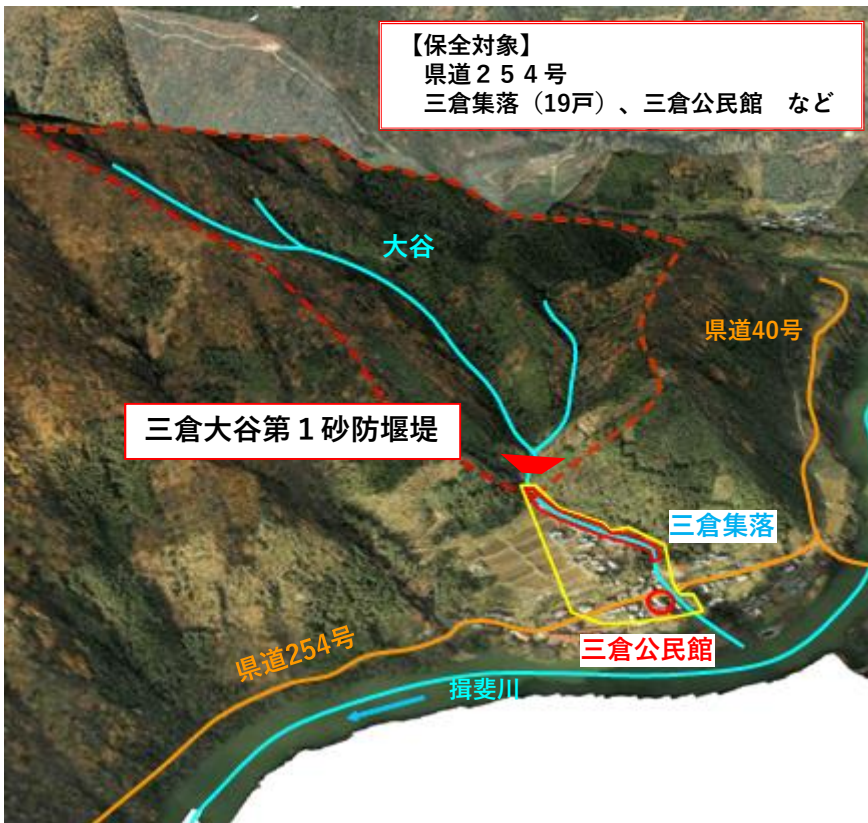 【保全対象】
県道２５４号
三倉集落（19戸）、三倉公民館　など
大谷
県道40号
三倉大谷第１砂防堰堤
三倉集落
三倉公民館
県道254号
揖斐川